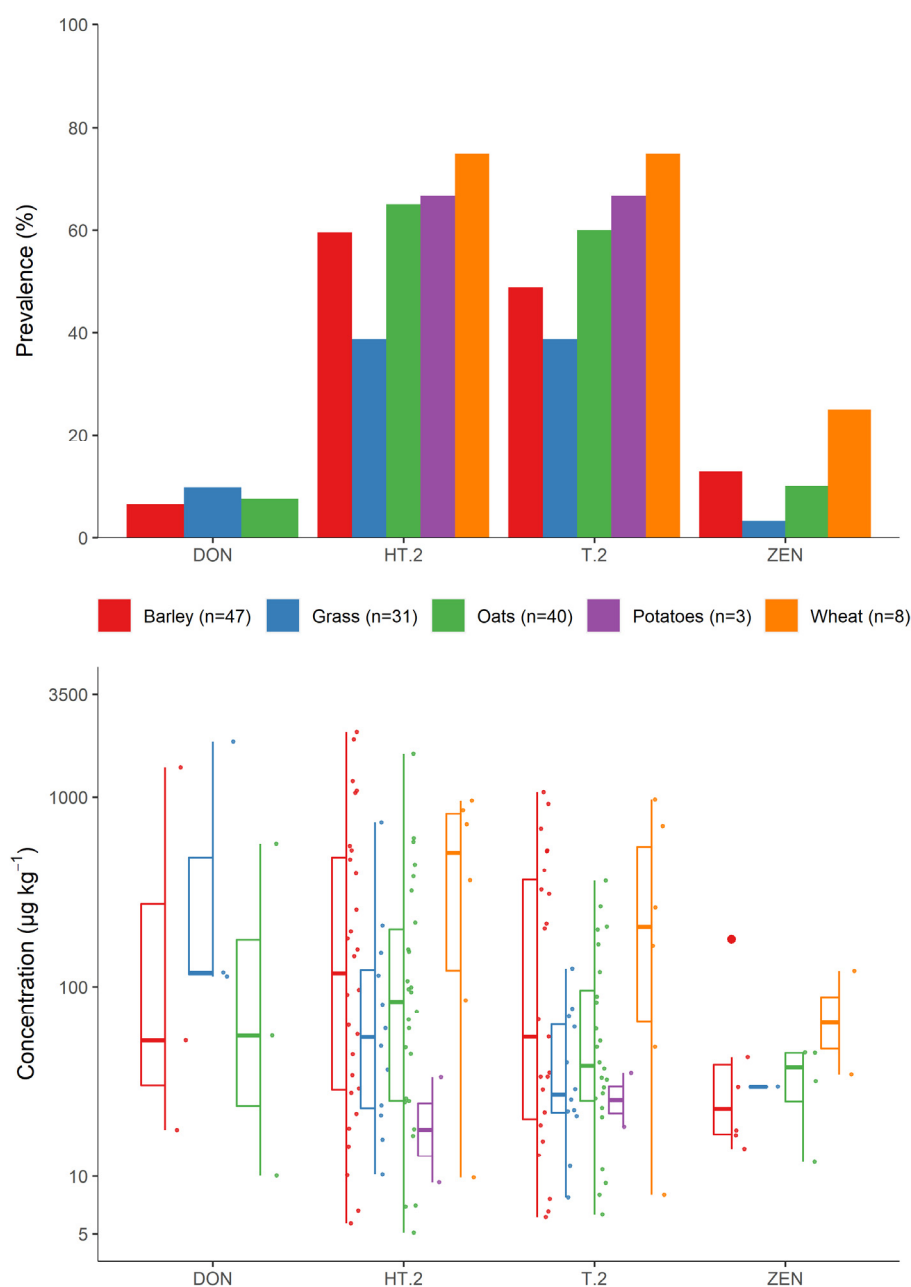 100
80
60
40
20
0
Prevalence (%)
DON HT.2 T.2 ZEN
Barley (n=47) Grass (n=31) Oats (n=40) Potatoes (n=3) Wheat (n=8)
3500
1000
100
10
5
Concentration (µg kg⁻¹)
DON HT.2 T.2 ZEN